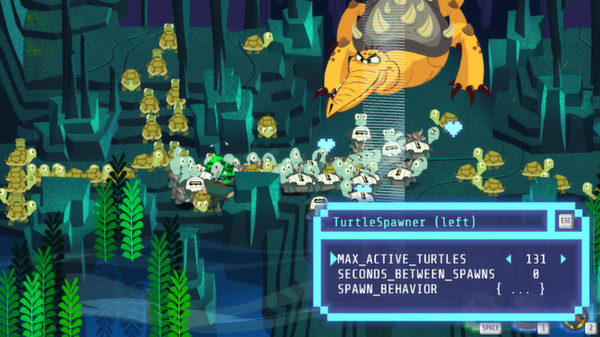 TurtleSpawner (left)
ESC
MAX_ACTIVE_TURTLES 131
SECONDS_BETWEEN_SPAWNS 0
SPAWN_BEHAVIOR { ... }
SPACE 1 2